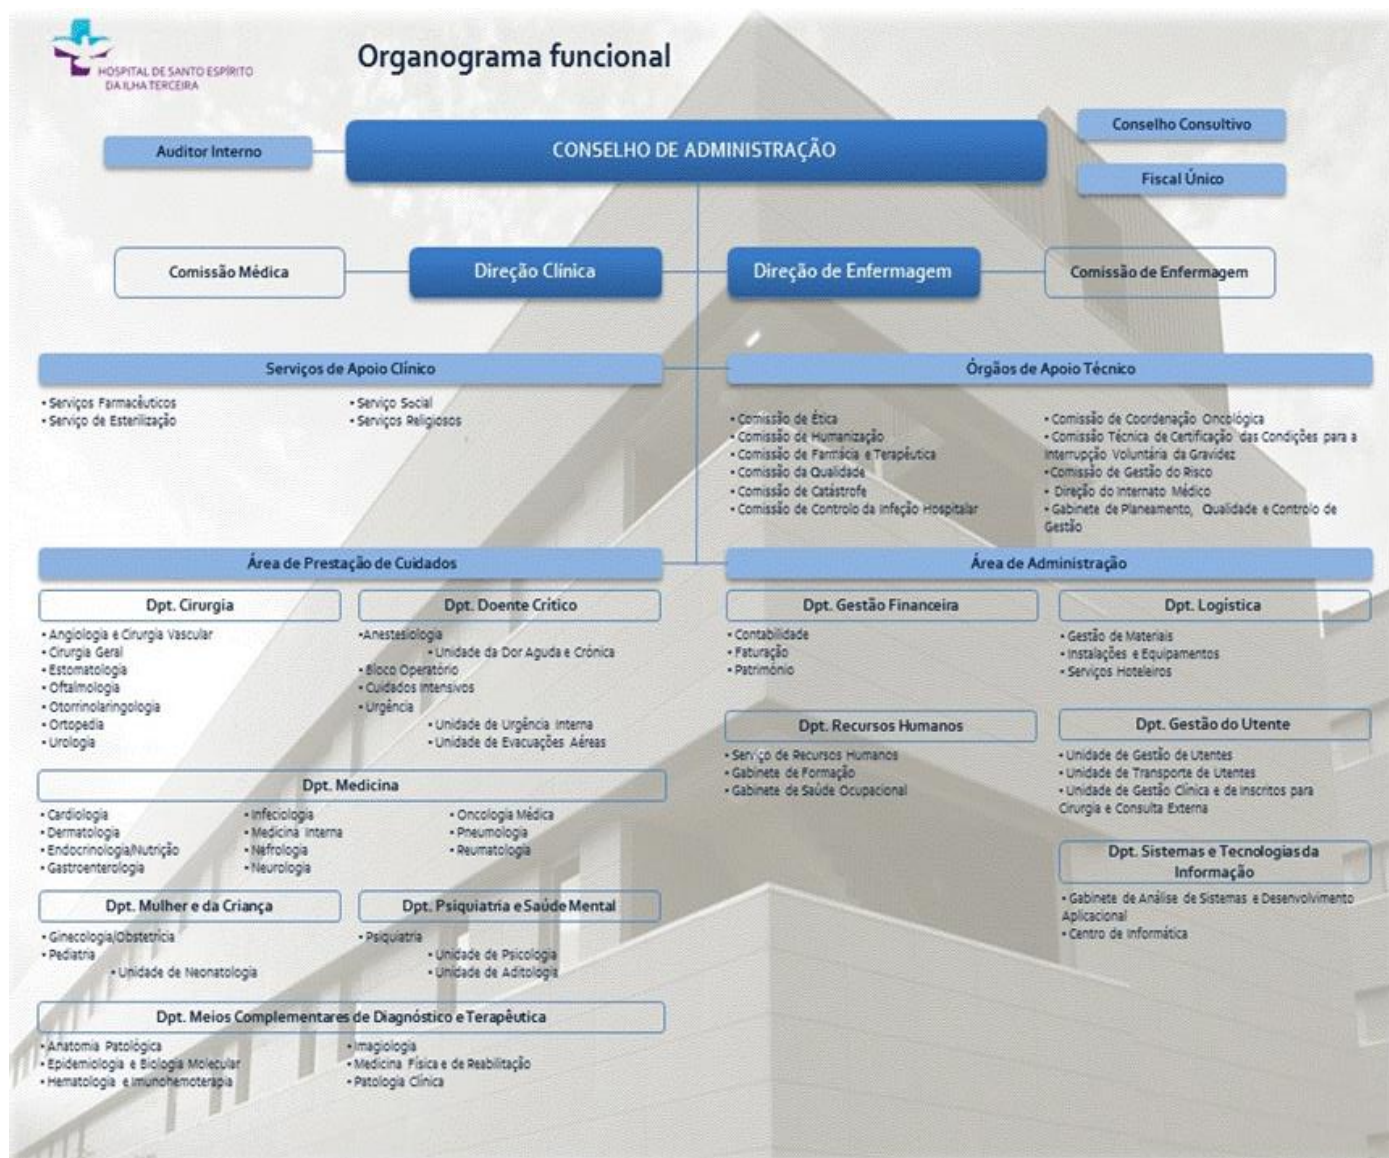 HOSPITAL DE SANTO ESPÍRITO
DA ILHA TERCEIRA
Organograma funcional
Auditor Interno
CONSELHO DE ADMINISTRAÇÃO
Conselho Consultivo
Fiscal Único
Comissão Médica
Direção Clínica
Direção de Enfermagem
Comissão de Enfermagem
Serviços de Apoio Clínico
• Serviços Farmacêuticos
• Serviço de Esterilização
• Serviço Social
• Serviços Religiosos
Órgãos de Apoio Técnico
• Comissão de Ética
• Comissão de Humanização
• Comissão de Farmácia e Terapêutica
• Comissão da Qualidade
• Comissão de Catástrofe
• Comissão de Controlo da Infeção Hospitalar
• Comissão de Coordenação Oncológica
• Comissão Técnica de Certificação das Condições para a
Interrupção Voluntária da Gravidez
• Comissão de Gestão do Risco
• Direção do Internato Médico
• Gabinete de Planeamento, Qualidade e Controlo de
Gestão
Área de Prestação de Cuidados
Dpt. Cirurgia
• Angiologia e Cirurgia Vascular
• Cirurgia Geral
• Estomatologia
• Oftalmologia
• Otorrinolaringologia
• Ortopedia
• Urologia
Dpt. Doente Crítico
• Anestesiologia
• Unidade da Dor Aguda e Crónica
• Bloco Operatório
• Cuidados Intensivos
• Urgência
• Unidade de Urgência Interna
• Unidade de Evacuações Aéreas
Dpt. Medicina
• Cardiologia
• Dermatologia
• Endocrinologia/Nutrição
• Gastroenterologia
• Infeciologia
• Medicina Interna
• Nefrologia
• Neurologia
• Oncologia Médica
• Pneumologia
• Reumatologia
Dpt. Mulher e da Criança
• Ginecologia/Obstetrícia
• Pediatria
• Unidade de Neonatologia
Dpt. Psiquiatria e Saúde Mental
• Psiquiatria
• Unidade de Psicologia
• Unidade de Aditologia
Dpt. Meios Complementares de Diagnóstico e Terapêutica
• Anatomia Patológica
• Epidemiologia e Biologia Molecular
• Hematologia e Imunohemoterapia
• Imagiologia
• Medicina Física e de Reabilitação
• Patologia Clínica
Área de Administração
Dpt. Gestão Financeira
• Contabilidade
• Faturação
• Património
Dpt. Logística
• Gestão de Materiais
• Instalações e Equipamentos
• Serviços Hoteleiros
Dpt. Recursos Humanos
• Serviço de Recursos Humanos
• Gabinete de Formação
• Gabinete de Saúde Ocupacional
Dpt. Gestão do Utente
• Unidade de Gestão de Utentes
• Unidade de Transporte de Utentes
• Unidade de Gestão Clínica e de Inscritos para
Cirurgia e Consulta Externa
Dpt. Sistemas e Tecnologias da
Informação
• Gabinete de Análise de Sistemas e Desenvolvimento
Aplicacional
• Centro de Informática